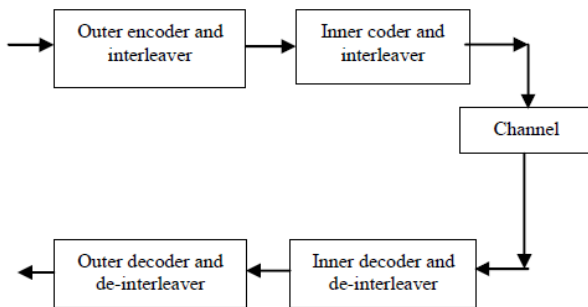 Outer encoder and
interleaver
Inner coder and
interleaver
Channel
Outer decoder and
de-interleaver
Inner decoder and
de-interleaver